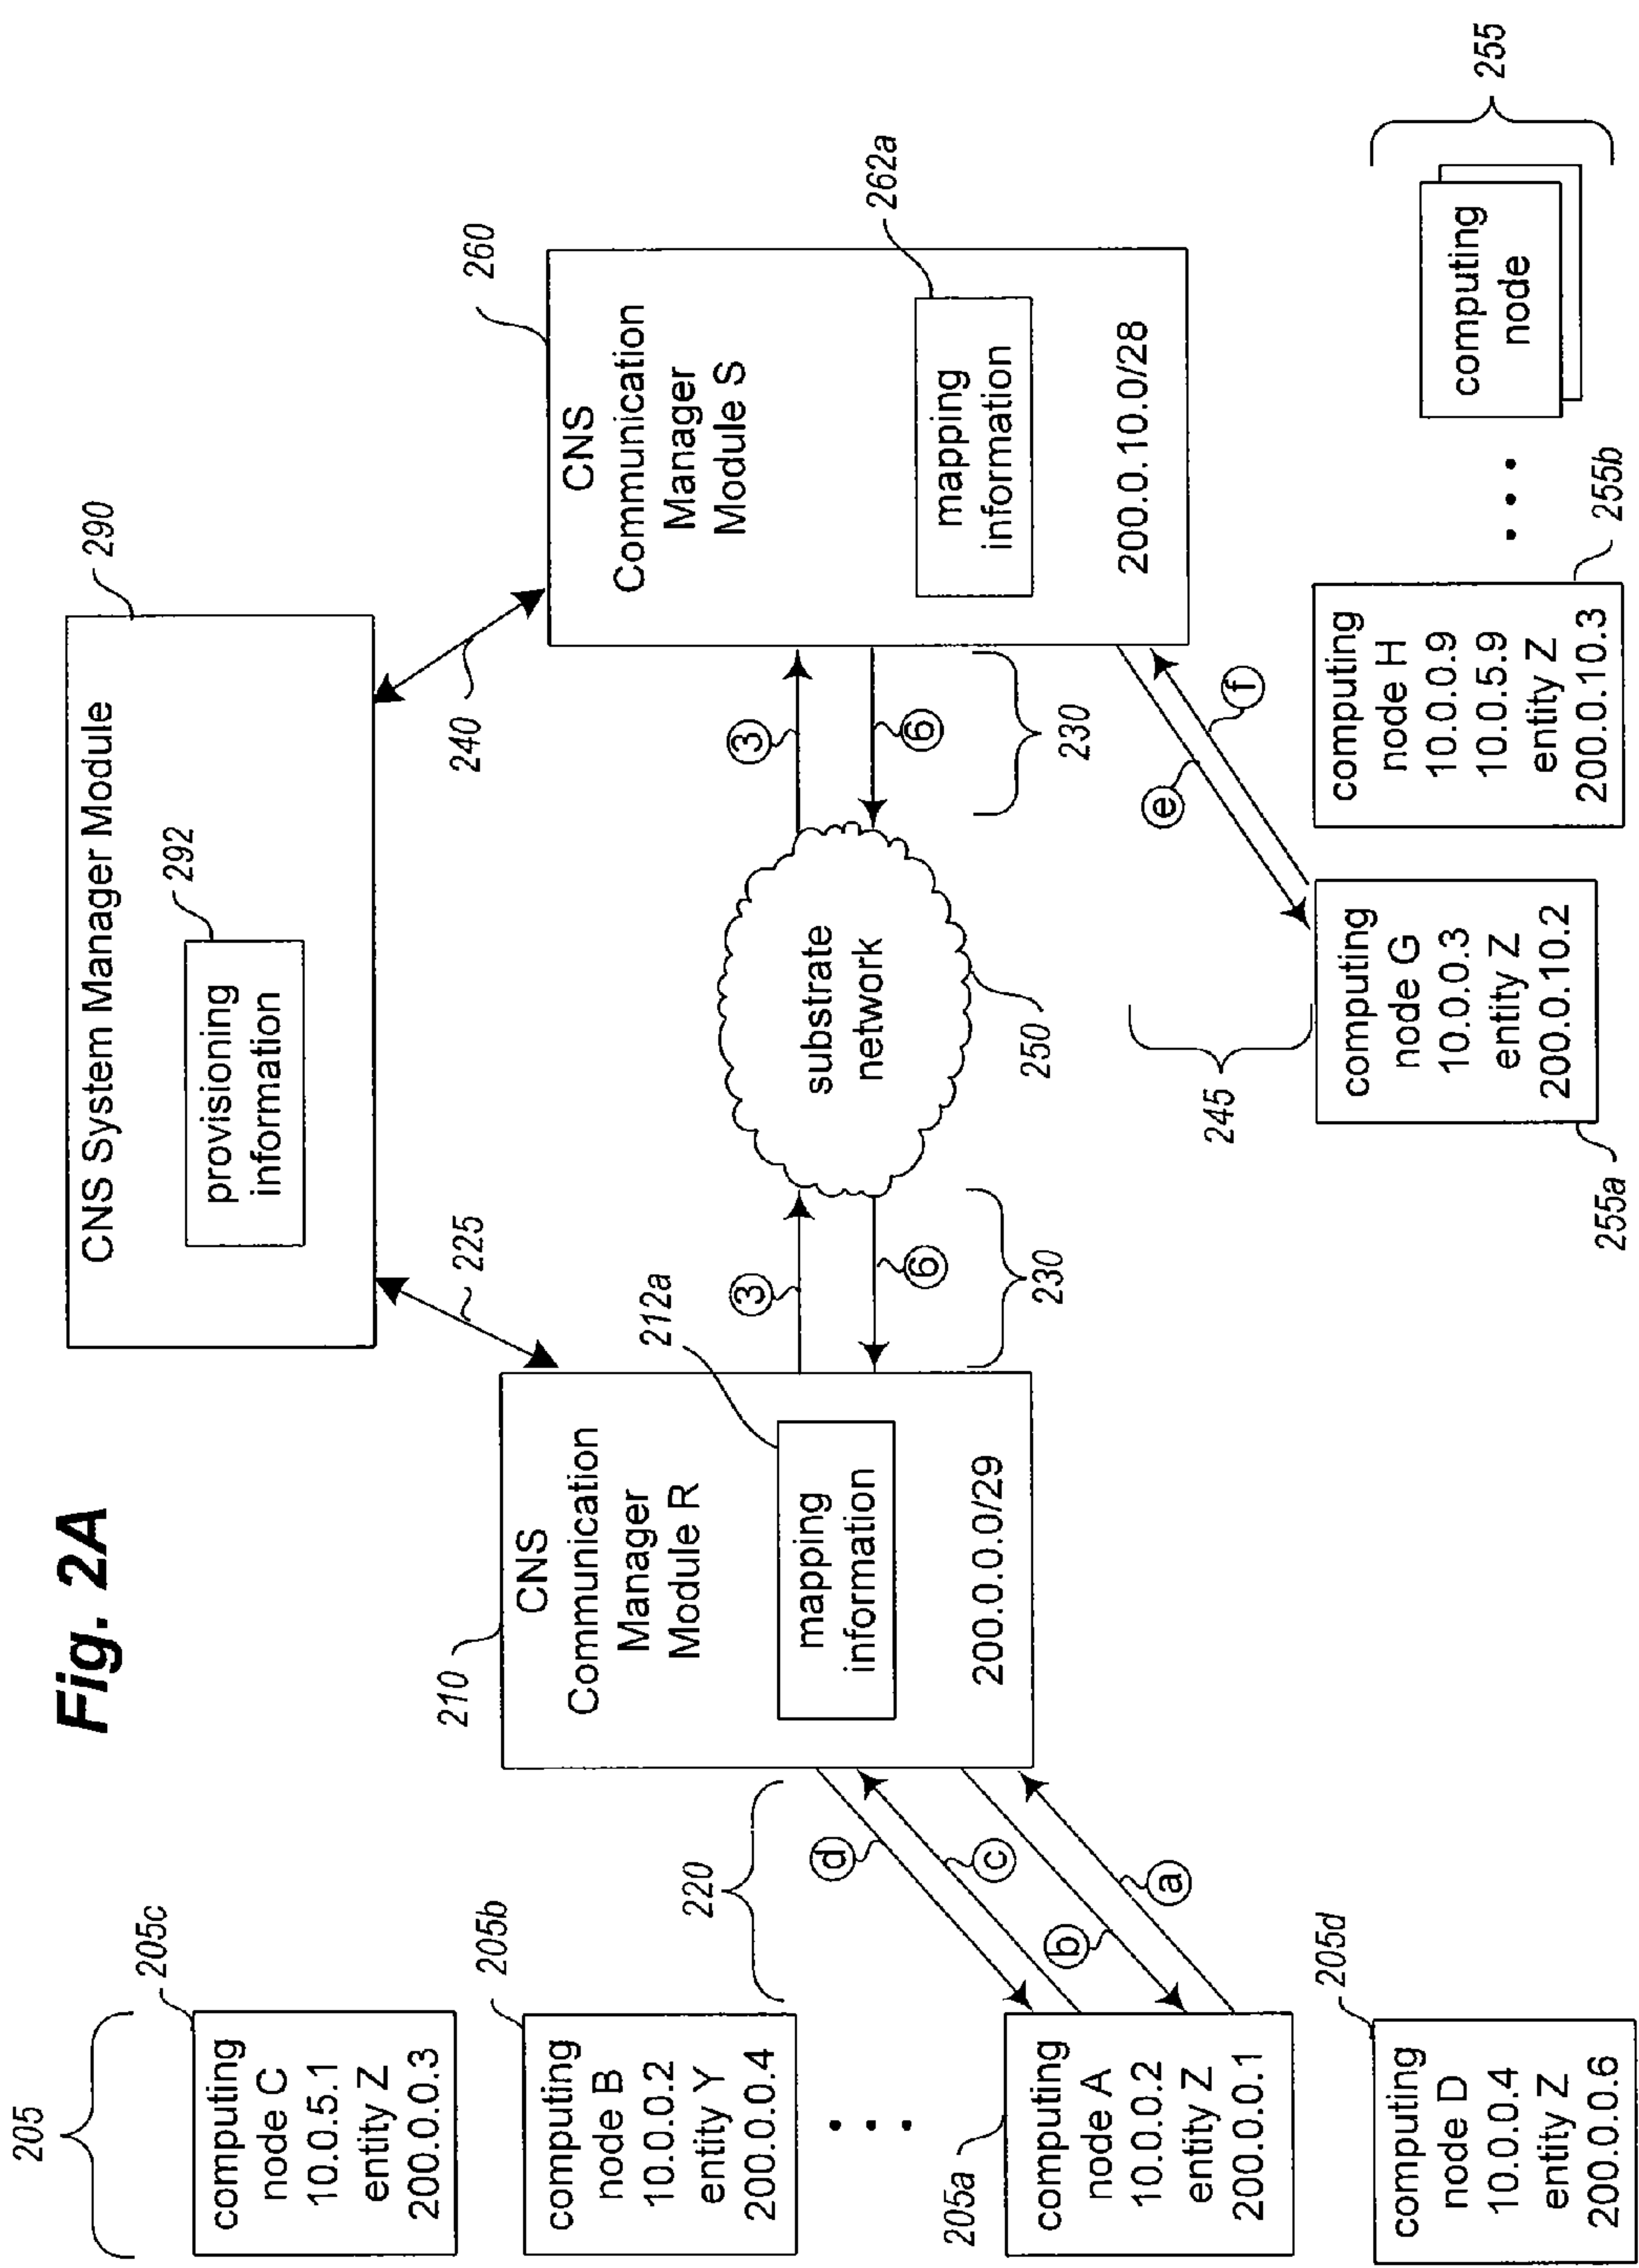 Fig. 2A
CNS System Manager Module
290
provisioning
information
292
225
240
205
computing
node C
10.0.5.1
entity Z
200.0.0.3
205c
computing
node B
10.0.0.2
entity Y
200.0.0.4
205b
computing
node A
10.0.0.2
entity Z
200.0.0.1
205a
computing
node D
10.0.0.4
entity Z
200.0.0.6
205d
220
d
c
b
a
210
CNS
Communication
Manager
Module R
212a
mapping
information
200.0.0.0/29
3
6
230
substrate
network
250
3
6
230
260
CNS
Communication
Manager
Module S
262a
mapping
information
200.0.10.0/28
e
f
245
computing
node G
10.0.0.3
entity Z
200.0.10.2
255a
computing
node H
10.0.0.9
10.0.5.9
entity Z
200.0.10.3
255b
computing
node
255